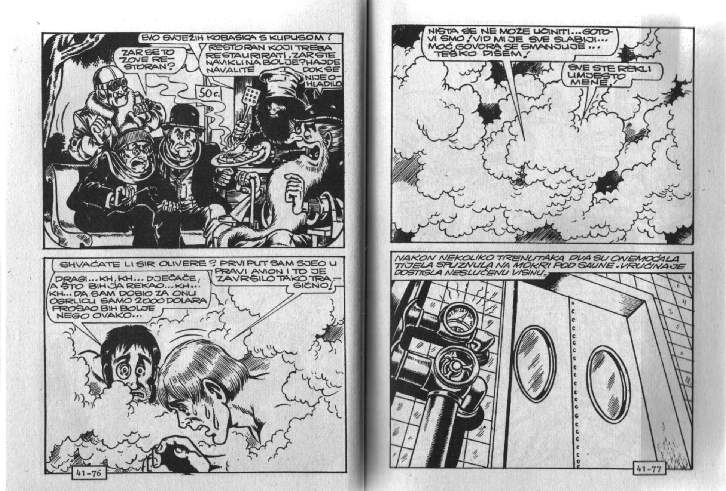 EVO SVJEŽIH KOBASICA S KUPUSOM!
ZAR SE TO
ZOVE RE-
STORAN?
RESTORAN KOJI TREBA
RESTAURIRATI, ZAR STE
NAVIKLI NA BOLJE? HAJDE
NAVALITE DOK SE
NIJE O-
HLADILO
50 c.
SHVAĆATE LI SIR OLIVERE? PRVI PUT SAM SJEO U
PRAVI AVION I TO JE
ZAVRŠILO TAKO TRA-
GIČNO!
DRAGI...KH, KH... DJEČAČE,
A ŠTO BIH JA REKAO...KH...
KH...DA SAM DOBIO ZA ONU
OGRLICU SAMO 2000 DOLARA
PROŠAO BIH BOLJE
NEGO OVAKO...
41-76
NIŠTA SE NE MOŽE UČINITI...GOTO-
VI SMO! VID MI JE SVE SLABIJI...
MOĆ GOVORA SE SMANJUJE...
TEŠKO DIŠEM!
SVE STE REKLI
UMJESTO
MENE!
NAKON NEKOLIKO TRENUTAKA DVA SU ONEMOĆALA
TIJELA SPUZNULA NA MOKRI POD SAUNE. VRUĆINA JE
DOSTIGLA NESLUĆENU VISINU.
41-77